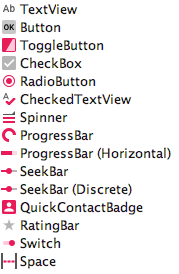 Ab TextView
OK Button
ToggleButton
CheckBox
RadioButton
A CheckedTextView
Spinner
ProgressBar
ProgressBar (Horizontal)
SeekBar
SeekBar (Discrete)
QuickContactBadge
RatingBar
Switch
Space